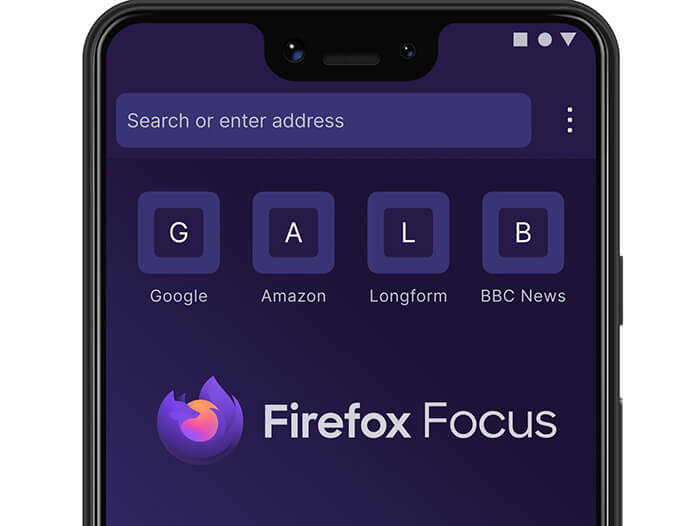 Search or enter address
G A L B
Google Amazon Longform BBC News
Firefox Focus